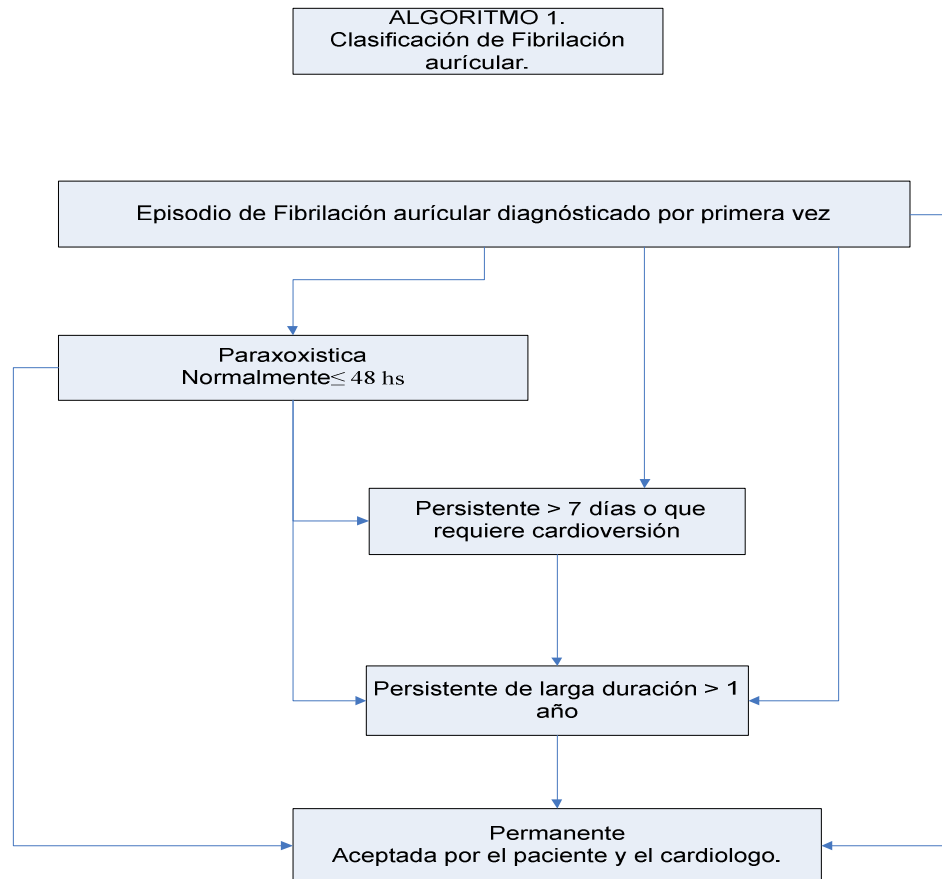 ALGORITMO 1.
Clasificación de Fibrilación
aurícular.
Episodio de Fibrilación aurícular diagnósticado por primera vez
Paraxoxistica
Normalmente≤ 48 hs
Persistente > 7 días o que
requiere cardioversión
Persistente de larga duración > 1
año
Permanente
Aceptada por el paciente y el cardiologo.